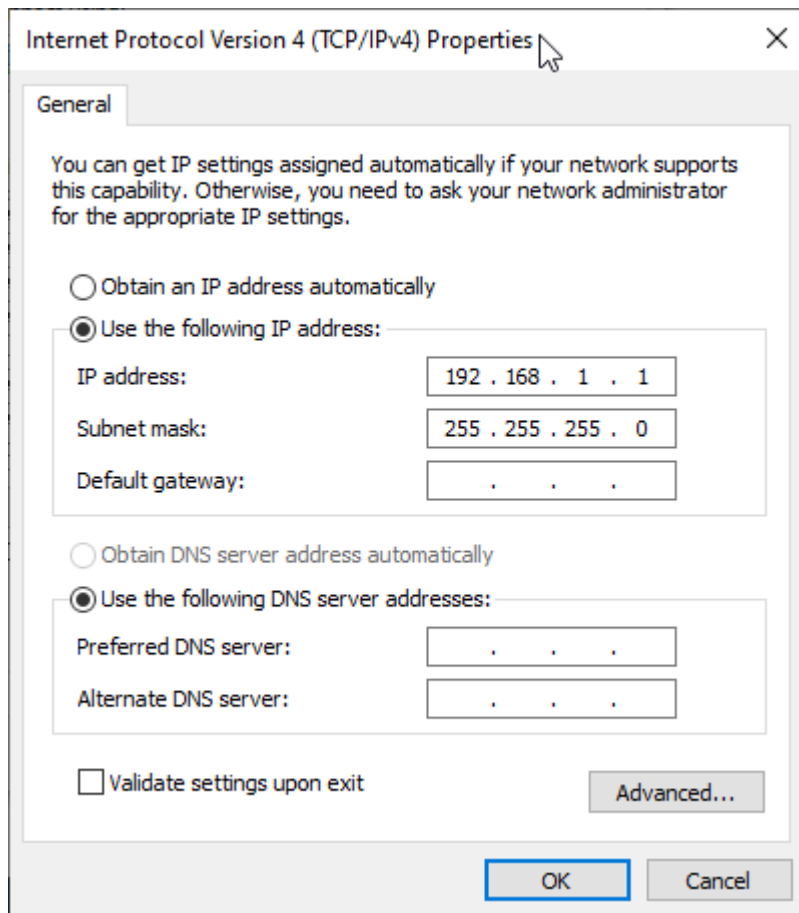 Internet Protocol Version 4 (TCP/IPv4) Properties
General
You can get IP settings assigned automatically if your network supports
this capability. Otherwise, you need to ask your network administrator
for the appropriate IP settings.
Obtain an IP address automatically
Use the following IP address:
IP address: 192 . 168 . 1 . 1
Subnet mask: 255 . 255 . 255 . 0
Default gateway: . . .
Obtain DNS server address automatically
Use the following DNS server addresses:
Preferred DNS server: . . .
Alternate DNS server: . . .
Validate settings upon exit
Advanced...
OK Cancel